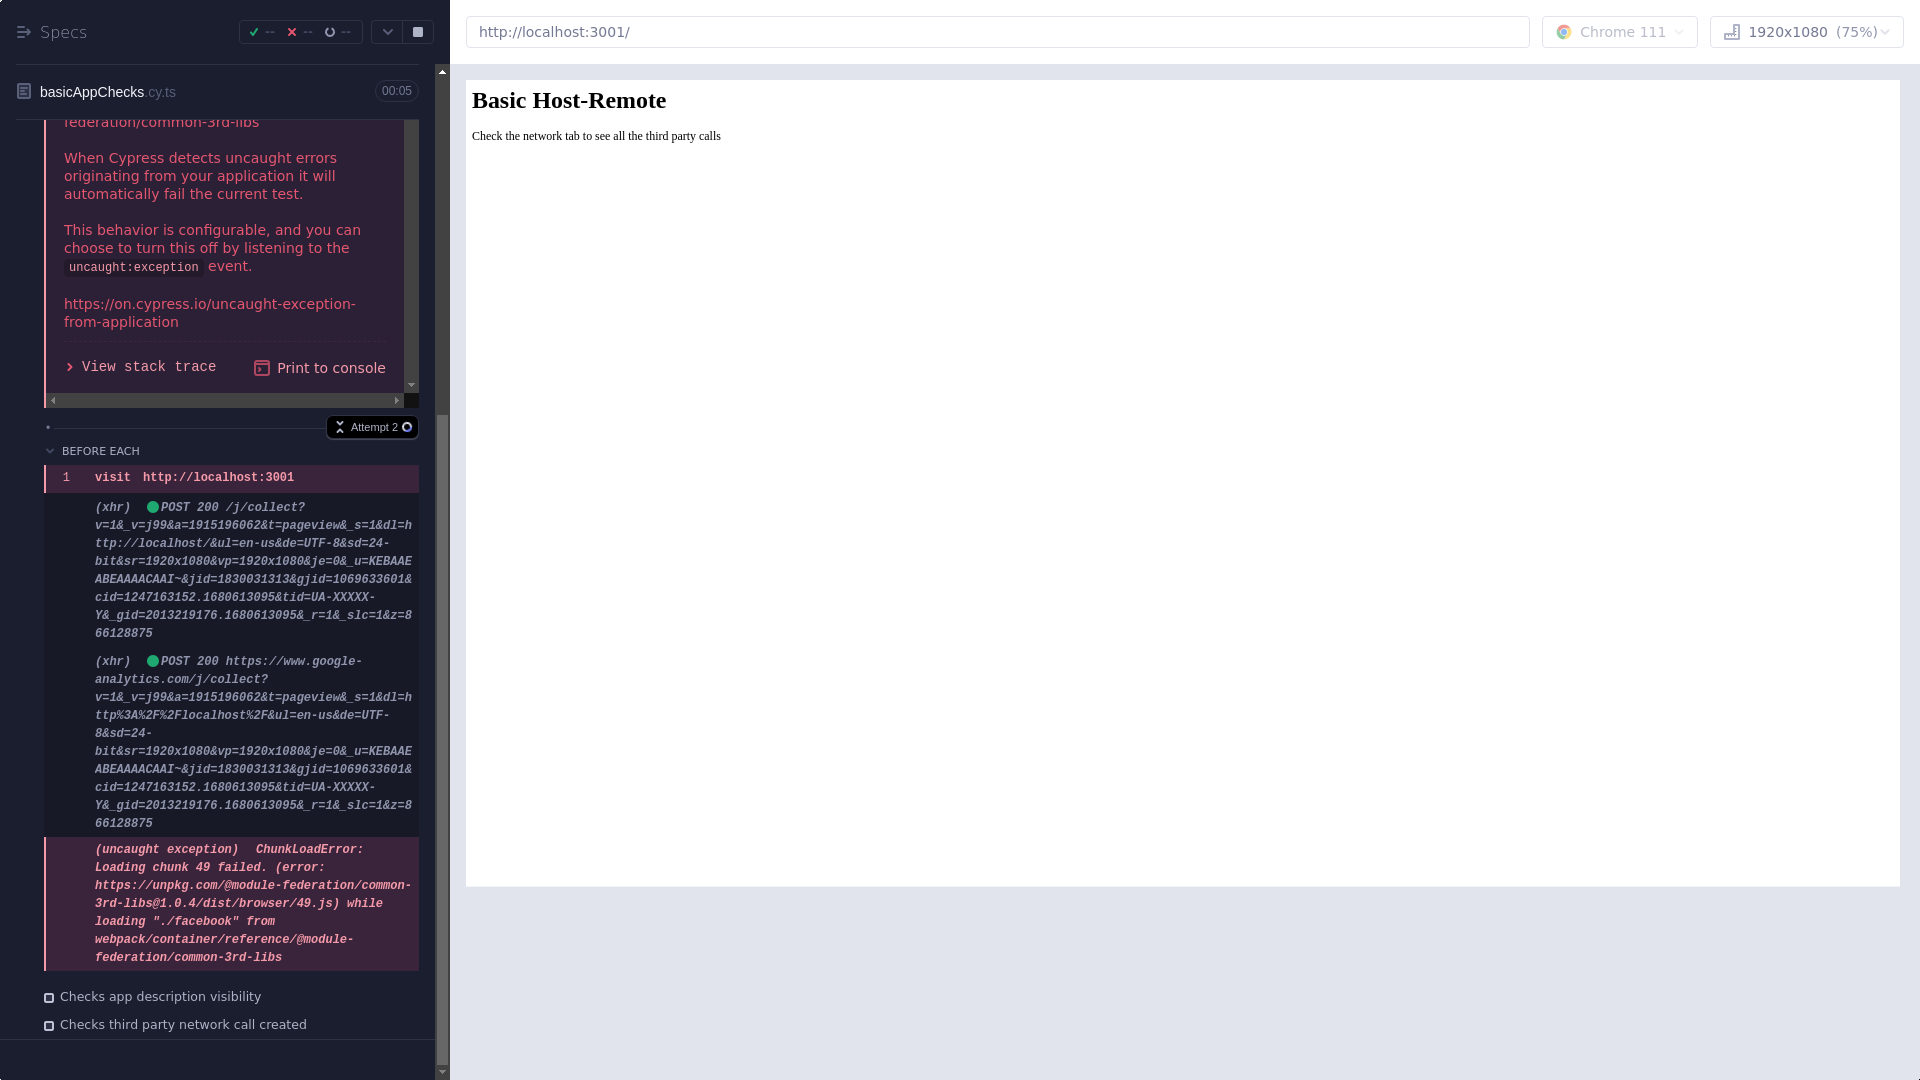 Specs
--
--
--
http://localhost:3001/
Chrome 111
1920x1080 (75%)
basicAppChecks.cy.ts
00:05
federation/common-3rd-libs
When Cypress detects uncaught errors
originating from your application it will
automatically fail the current test.
This behavior is configurable, and you can
choose to turn this off by listening to the
uncaught:exception event.
https://on.cypress.io/uncaught-exception-
from-application
View stack trace
Print to console
Attempt 2
BEFORE EACH
1 visit http://localhost:3001
(xhr) POST 200 /j/collect?
v=1&_v=j99&a=1915196062&t=pageview&_s=1&dl=h
ttp://localhost/&ul=en-us&de=UTF-8&sd=24-
bit&sr=1920x1080&vp=1920x1080&je=0&_u=KEBAAE
ABEAAAACAAI~&jid=1830031313&gjid=1069633601&
cid=1247163152.1680613095&tid=UA-XXXXX-
Y&_gid=2013219176.1680613095&_r=1&_slc=1&z=8
66128875
(xhr) POST 200 https://www.google-
analytics.com/j/collect?
v=1&_v=j99&a=1915196062&t=pageview&_s=1&dl=h
ttp%3A%2F%2Flocalhost%2F&ul=en-us&de=UTF-
8&sd=24-
bit&sr=1920x1080&vp=1920x1080&je=0&_u=KEBAAE
ABEAAAACAAI~&jid=1830031313&gjid=1069633601&
cid=1247163152.1680613095&tid=UA-XXXXX-
Y&_gid=2013219176.1680613095&_r=1&_slc=1&z=8
66128875
(uncaught exception) ChunkLoadError:
Loading chunk 49 failed. (error:
https://unpkg.com/@module-federation/common-
3rd-libs@1.0.4/dist/browser/49.js) while
loading "./facebook" from
webpack/container/reference/@module-
federation/common-3rd-libs
Checks app description visibility
Checks third party network call created
Basic Host-Remote
Check the network tab to see all the third party calls